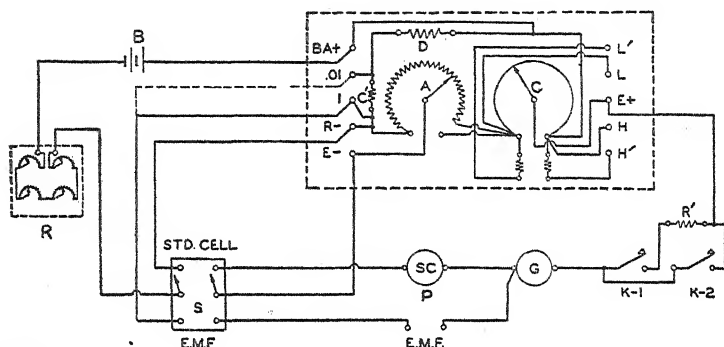 B
BA+
.01
1
R-
E-
C'
D
A
C
L'
L
E+
H
H'
R
STD. CELL
S
E.M.F.
SC
P
G
E.M.F.
R'
K-1
K-2